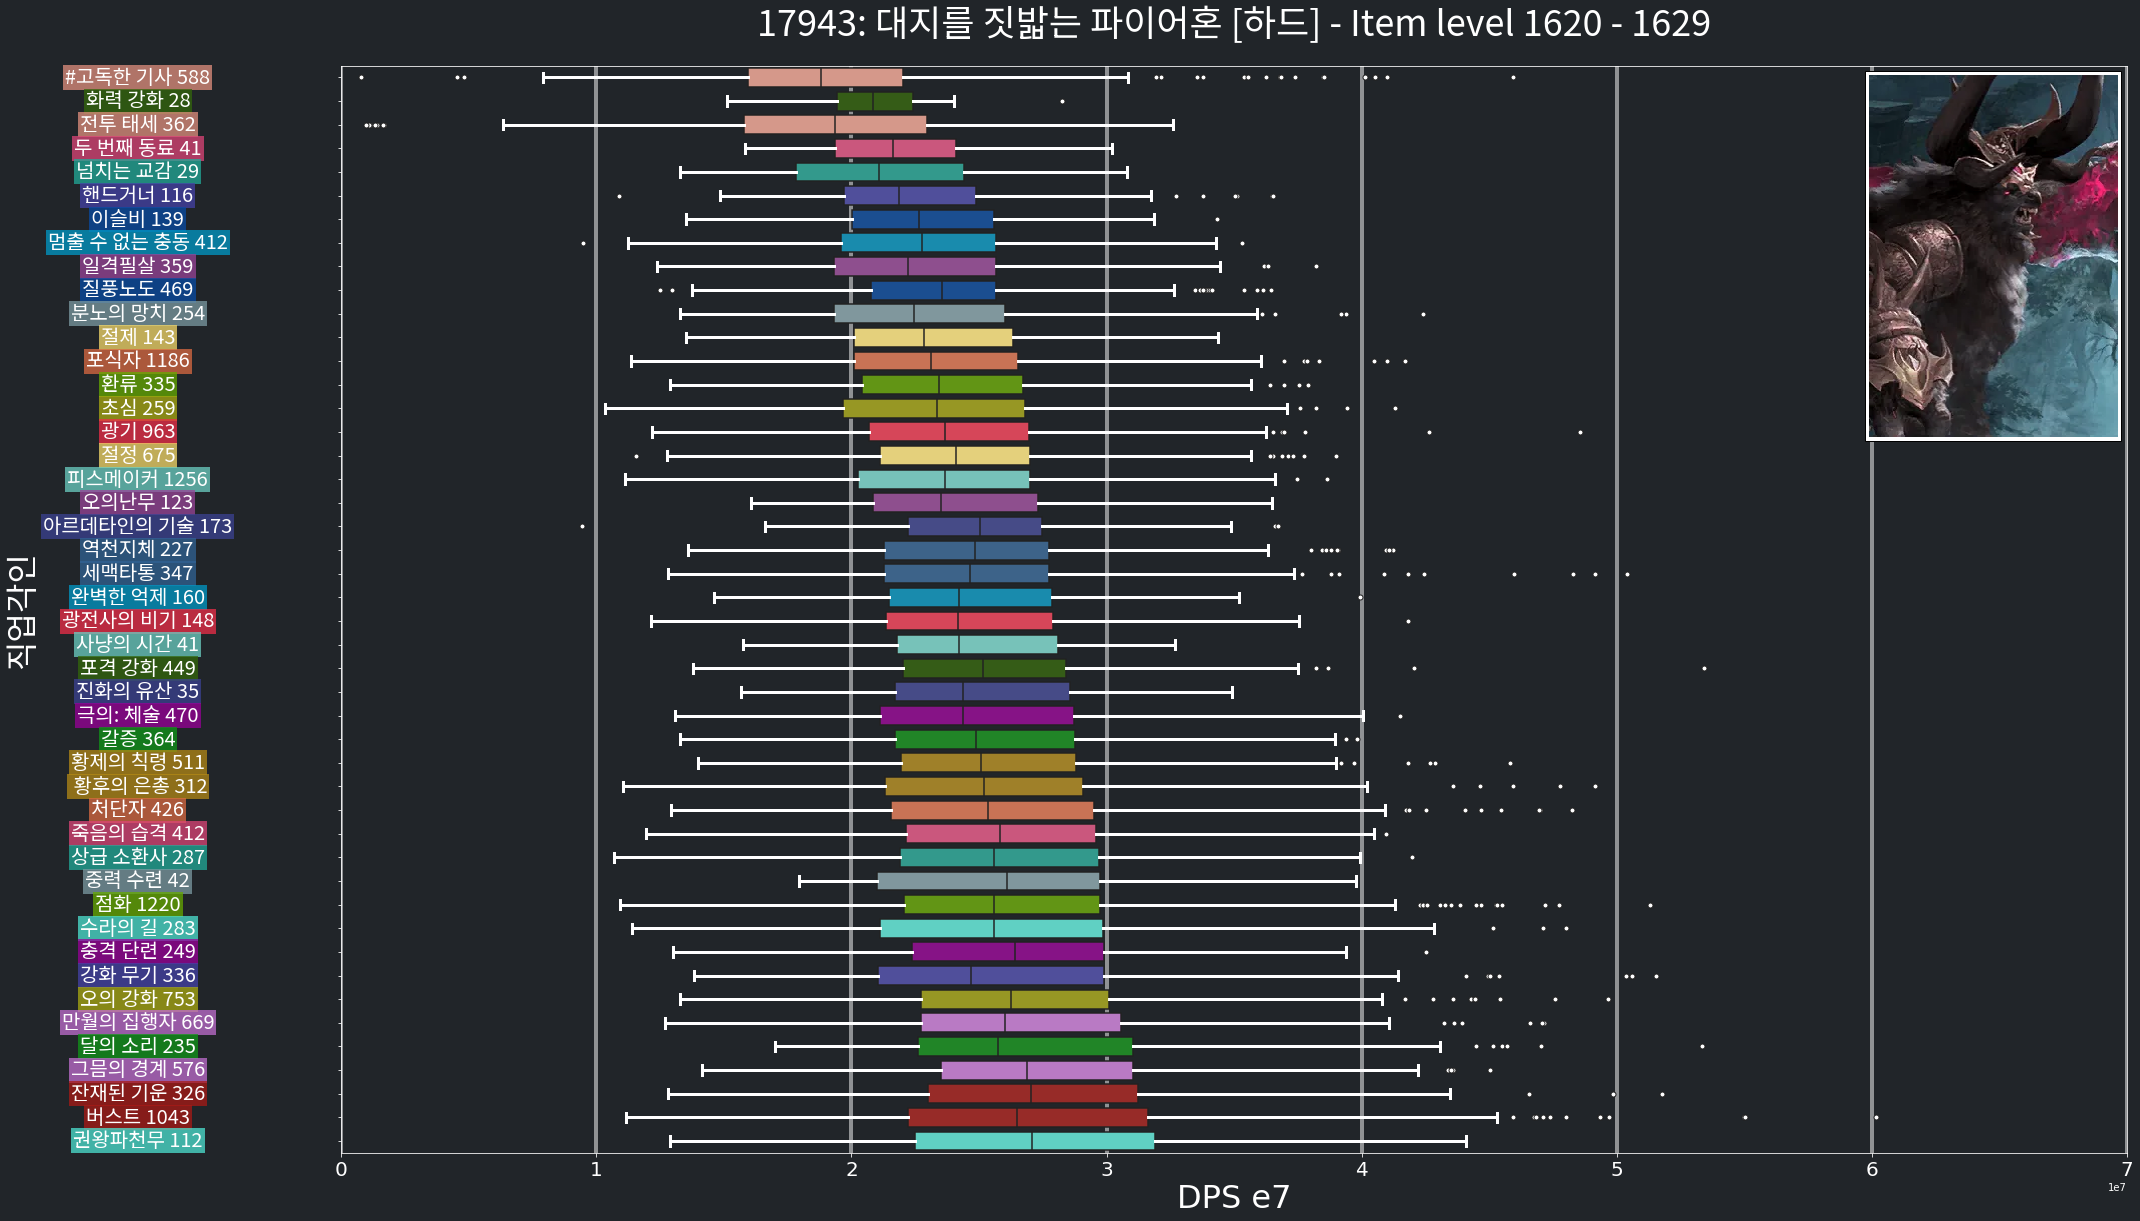 17943: 대지를 짓밟는 파이어혼 [하드] - Item level 1620 - 1629
#고독한 기사 588
화력 강화 28
전투 태세 362
두 번째 동료 41
넘치는 교감 29
핸드거너 116
이슬비 139
멈출 수 없는 충동 412
일격필살 359
질풍노도 469
분노의 망치 254
절제 143
포식자 1186
환류 335
초심 259
광기 963
절정 675
피스메이커 1256
오의난무 123
아르데타인의 기술 173
역천지체 227
세맥타통 347
완벽한 억제 160
광전사의 비기 148
사냥의 시간 41
포격 강화 449
진화의 유산 35
극의: 체술 470
갈증 364
황제의 칙령 511
황후의 은총 312
처단자 426
죽음의 습격 412
상급 소환사 287
중력 수련 42
점화 1220
수라의 길 283
충격 단련 249
강화 무기 336
오의 강화 753
만월의 집행자 669
달의 소리 235
그믐의 경계 576
잔재된 기운 326
버스트 1043
권왕파천무 112
직업각인
0 1 2 3 4 5 6 7
DPS e7
1e7